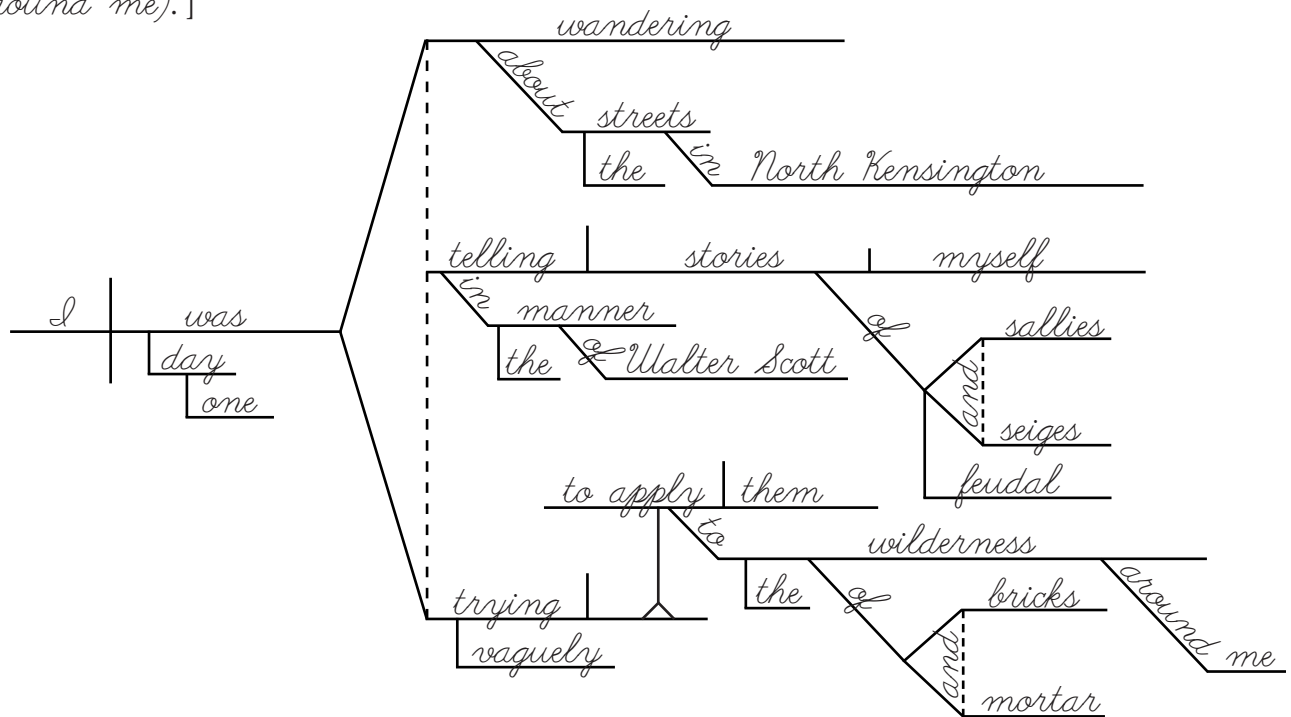 round me).]
wandering
about
streets
the
in
North Kensington
telling
stories
myself
in
manner
the
of
Walter Scott
of
sallies
and
seiges
feudal
I
was
day
one
to apply
them
to
wilderness
the
of
bricks
and
mortar
around
me
trying
vaguely